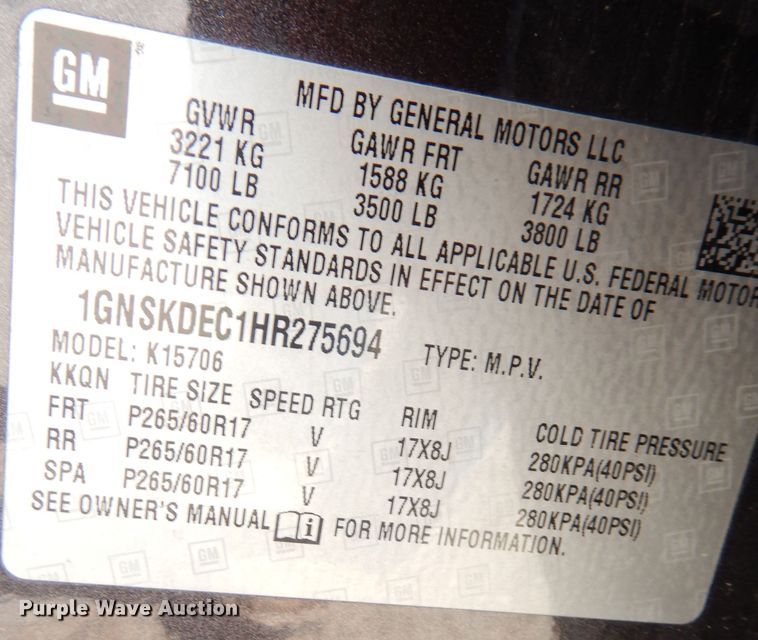 GM
MFD BY GENERAL MOTORS LLC
GVWR GAWR FRT GAWR RR
3221 KG 1588 KG 1724 KG
7100 LB 3500 LB 3800 LB
THIS VEHICLE CONFORMS TO ALL APPLICABLE U.S. FEDERAL MOTOR
VEHICLE SAFETY STANDARDS IN EFFECT ON THE DATE OF
MANUFACTURE SHOWN ABOVE.
1GNSKDEC1HR275694 TYPE: M.P.V.
MODEL: K15706
KKQN TIRE SIZE SPEED RTG RIM COLD TIRE PRESSURE
FRT P265/60R17 V 17X8J 280KPA(40PSI)
RR P265/60R17 V 17X8J 280KPA(40PSI)
SPA P265/60R17 V 17X8J 280KPA(40PSI)
SEE OWNER'S MANUAL i FOR MORE INFORMATION.
Purple Wave Auction